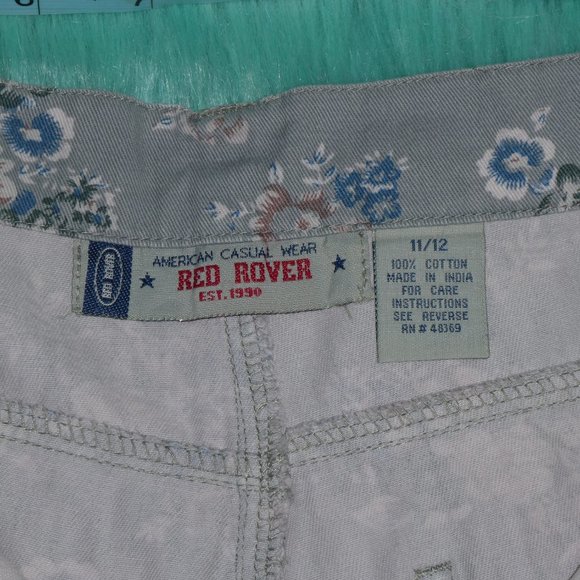 AMERICAN CASUAL WEAR
RED ROVER
EST. 1990
11/12
100% COTTON
MADE IN INDIA
FOR CARE
INSTRUCTIONS
SEE REVERSE
RN # 48369